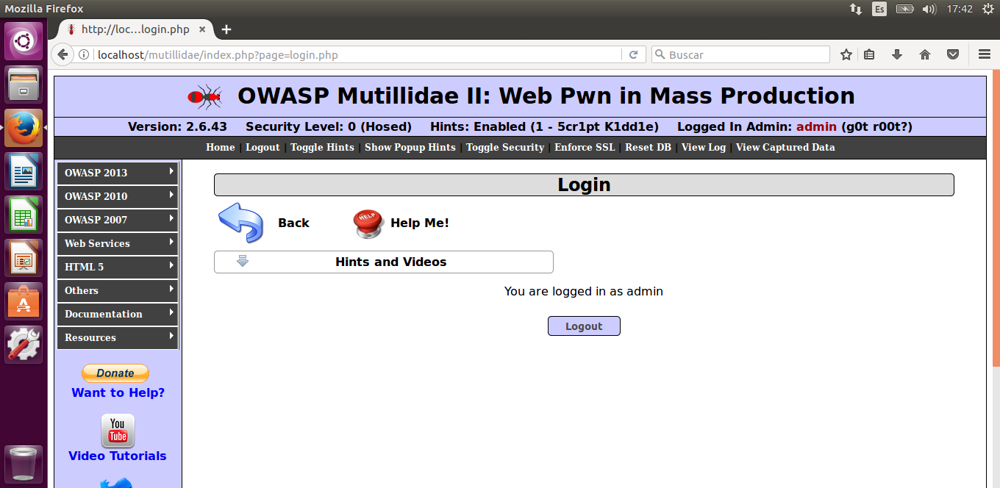 Mozilla Firefox
Es
17:42
http://loc...login.php
localhost/mutillidae/index.php?page=login.php
Buscar
OWASP Mutillidae II: Web Pwn in Mass Production
Version: 2.6.43 Security Level: 0 (Hosed) Hints: Enabled (1 - 5cr1pt K1dd1e) Logged In Admin: admin (g0t r00t?)
Home | Logout | Toggle Hints | Show Popup Hints | Toggle Security | Enforce SSL | Reset DB | View Log | View Captured Data
OWASP 2013
OWASP 2010
OWASP 2007
Web Services
HTML 5
Others
Documentation
Resources
Donate
Want to Help?
You
Tube
Video Tutorials
Login
Back
HELP
Help Me!
Hints and Videos
You are logged in as admin
Logout